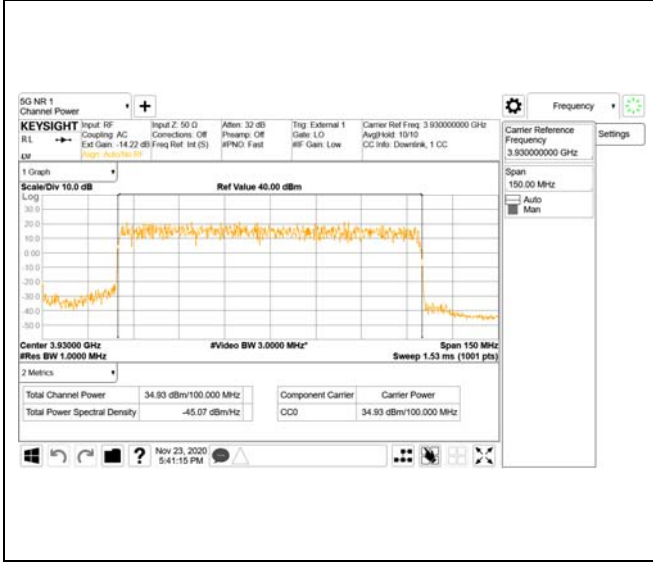 5G NR 1
Channel Power
Frequency
KEYSIGHT
RL
Input: RF
Coupling: AC
Ext Gain: -14.22 dB
Align: Auto/No RF
Input Z: 50 Ω
Corrections: Off
Freq Ref: Int (S)
Atten: 32 dB
Preamp: Off
#PNO: Fast
Trig: External 1
Gate: LO
#IF Gain: Low
Carrier Ref Freq: 3.930000000 GHz
Avg|Hold: 10/10
CC Info: Downlink, 1 CC
Carrier Reference
Frequency
3.930000000 GHz
Settings
Span
150.00 MHz
Auto
Man
1 Graph
Scale/Div 10.0 dB
Ref Value 40.00 dBm
Log
30.0
20.0
10.0
0.00
-10.0
-20.0
-30.0
-40.0
-50.0
Center 3.93000 GHz
#Video BW 3.0000 MHz*
Span 150 MHz
#Res BW 1.0000 MHz
Sweep 1.53 ms (1001 pts)
2 Metrics
Total Channel Power 34.93 dBm/100.000 MHz
Total Power Spectral Density -45.07 dBm/Hz
Component Carrier Carrier Power
CC0 34.93 dBm/100.000 MHz
Nov 23, 2020
5:41:15 PM